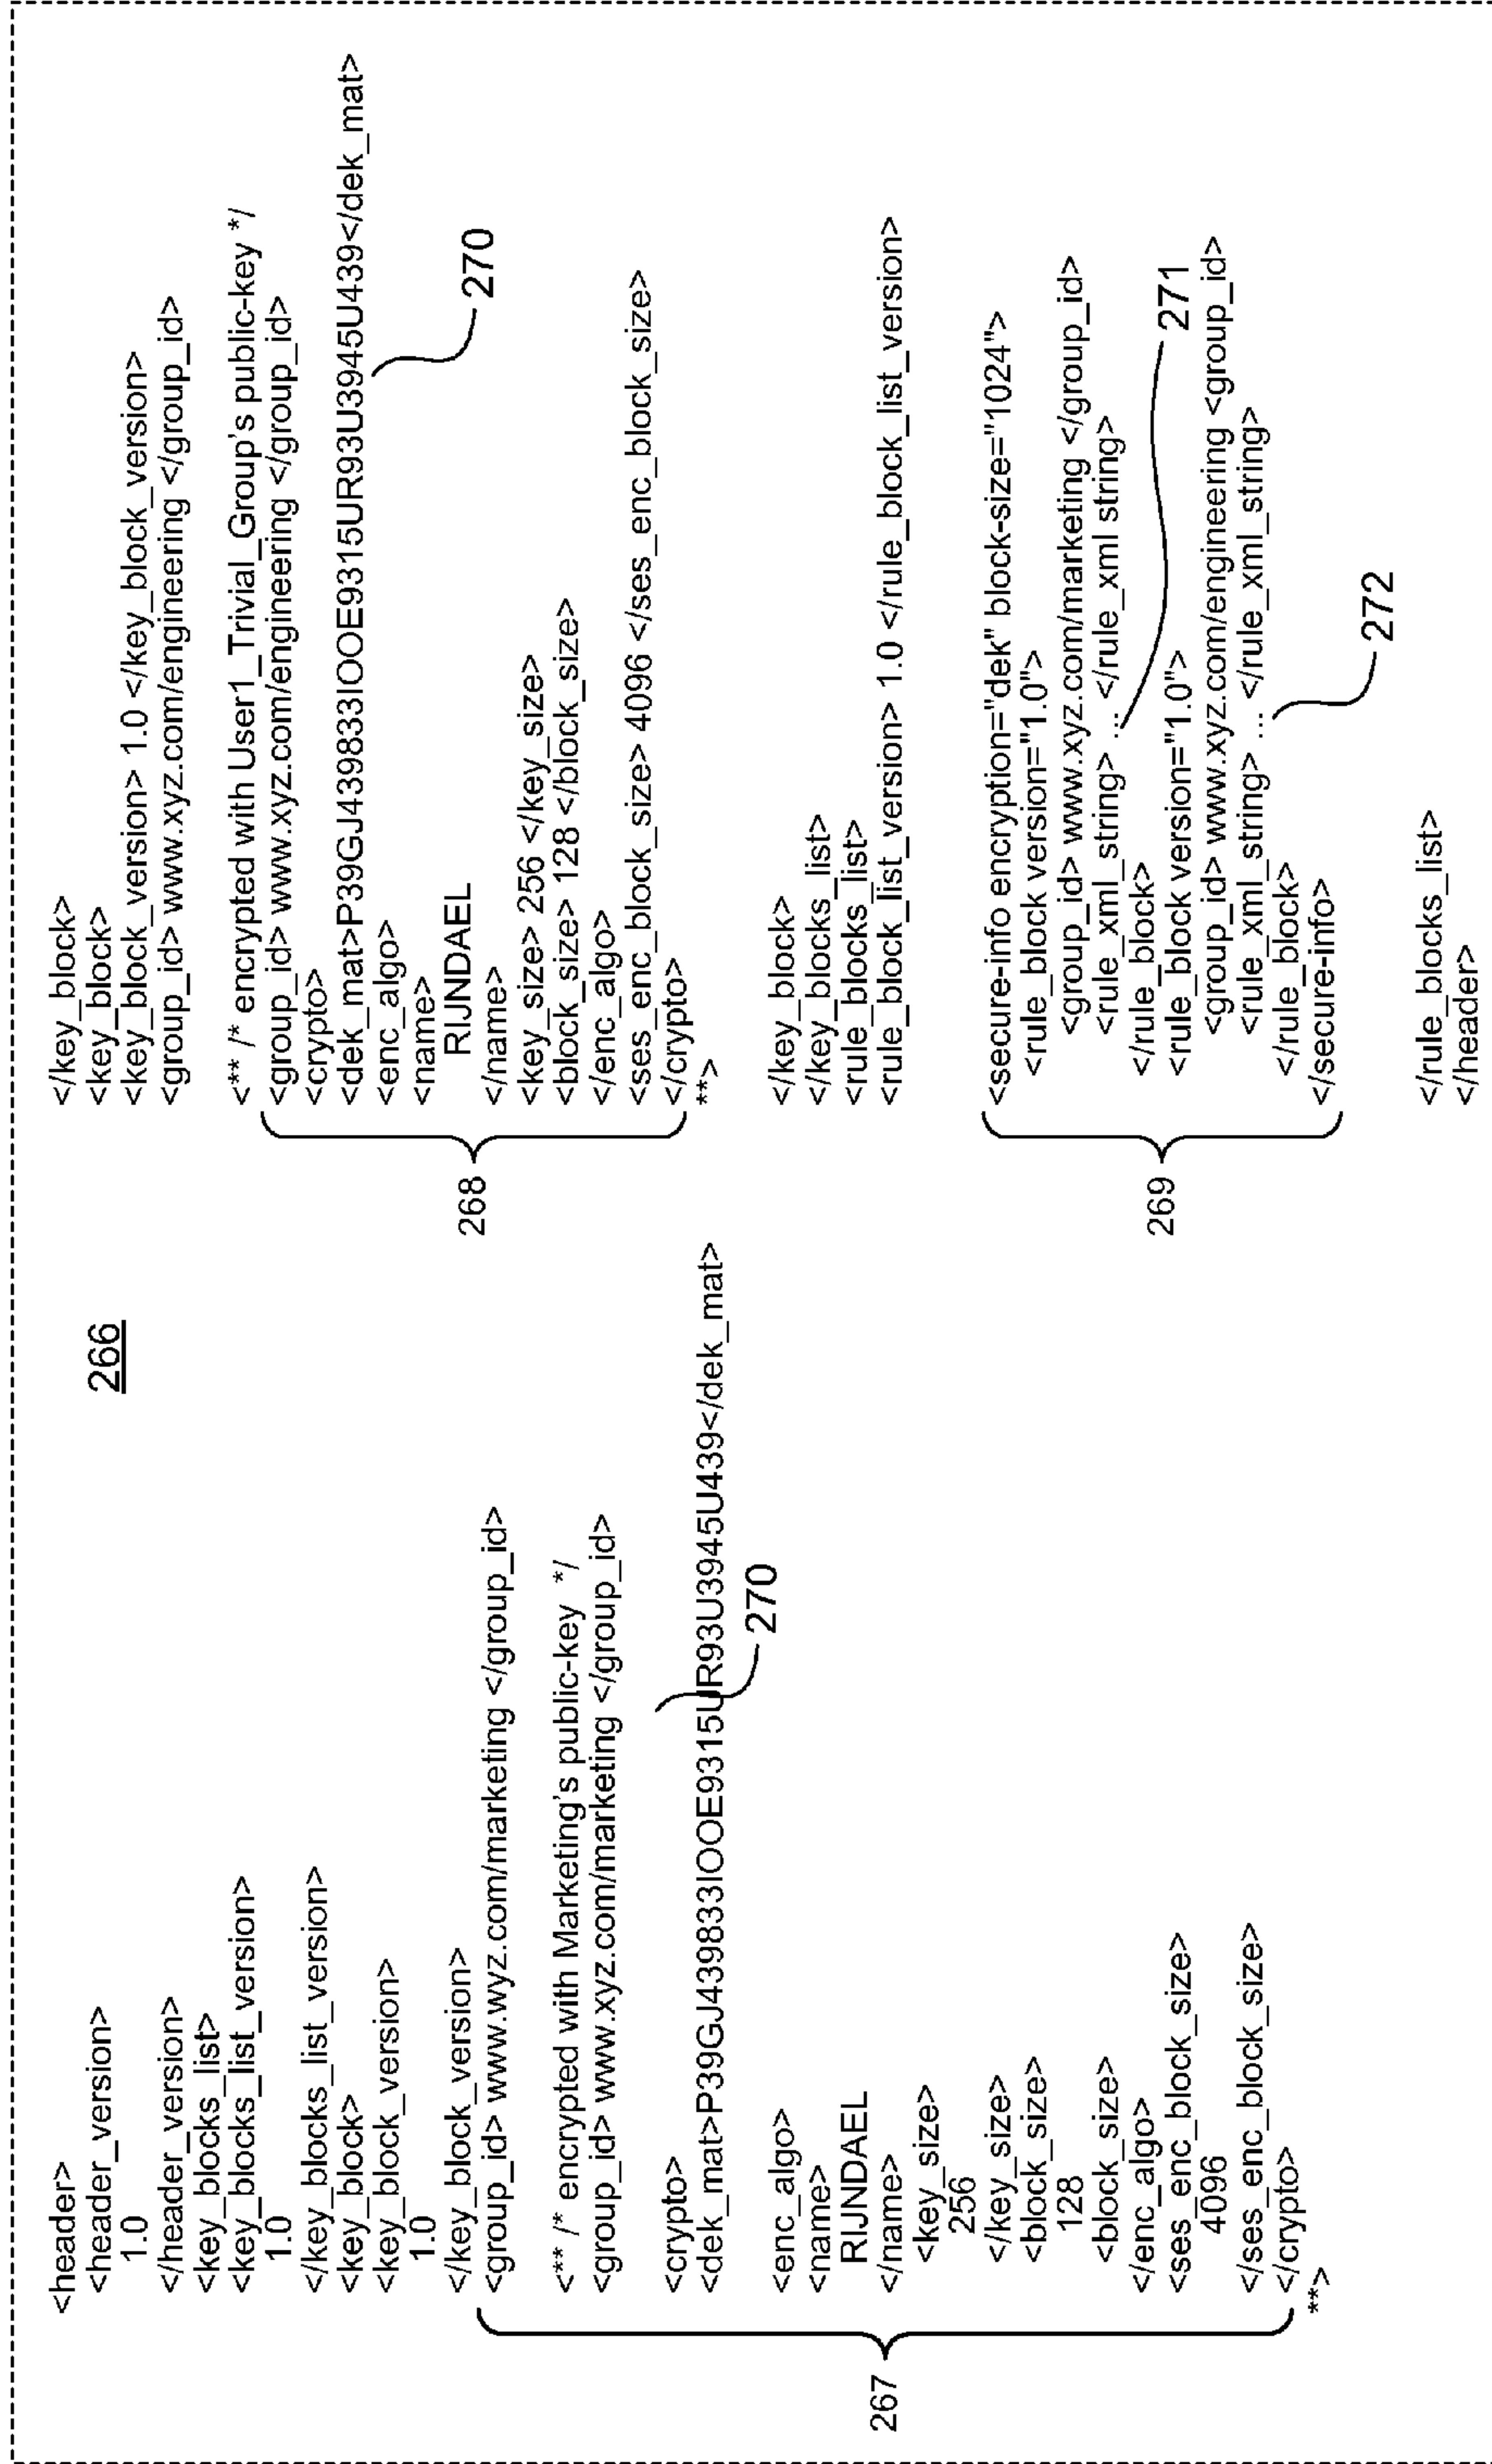 266
<header>
<header_version>
1.0
</header_version>
<key_blocks_list>
<key_blocks_list_version>
1.0
</key_blocks_list_version>
<key_block>
<key_block_version>
1.0
</key_block_version>
<group_id> www.wyz.com/marketing </group_id>
<** /* encrypted with Marketing's public-key */
<group_id> www.xyz.com/marketing </group_id>
<crypto>
270
<dek_mat>P39GJ439833IOOE9315UR93U3945U439</dek_mat>
<enc_algo>
<name>
RIJNDAEL
</name>
<key_size>
256
</key_size>
<block_size>
128
<block_size>
</enc_algo>
<ses_enc_block_size>
4096
</ses_enc_block_size>
</crypto>
**>
267
</key_block>
<key_block>
<key_block_version> 1.0 </key_block_version>
<group_id> www.xyz.com/engineering </group_id>
<** /* encrypted with User1_Trivial_Group's public-key */
<group_id> www.xyz.com/engineering </group_id>
<crypto>
<dek_mat>P39GJ439833IOOE9315UR93U3945U439</dek_mat>
<enc_algo>
270
<name>
RIJNDAEL
</name>
<key_size> 256 </key_size>
<block_size> 128 </block_size>
</enc_algo>
<ses_enc_block_size> 4096 </ses_enc_block_size>
</crypto>
**>
268
</key_block>
</key_blocks_list>
<rule_blocks_list>
<rule_block_list_version> 1.0 </rule_block_list_version>
<secure-info encryption="dek" block-size="1024">
<rule_block version="1.0">
<group_id> www.xyz.com/marketing </group_id>
<rule_xml_string> ... </rule_xml string>
</rule_block>
271
<rule_block version="1.0">
<group_id> www.xyz.com/engineering <group_id>
<rule_xml_string> ... </rule_xml_string>
</rule_block>
</secure-info>
272
269
</rule_blocks_list>
</header>